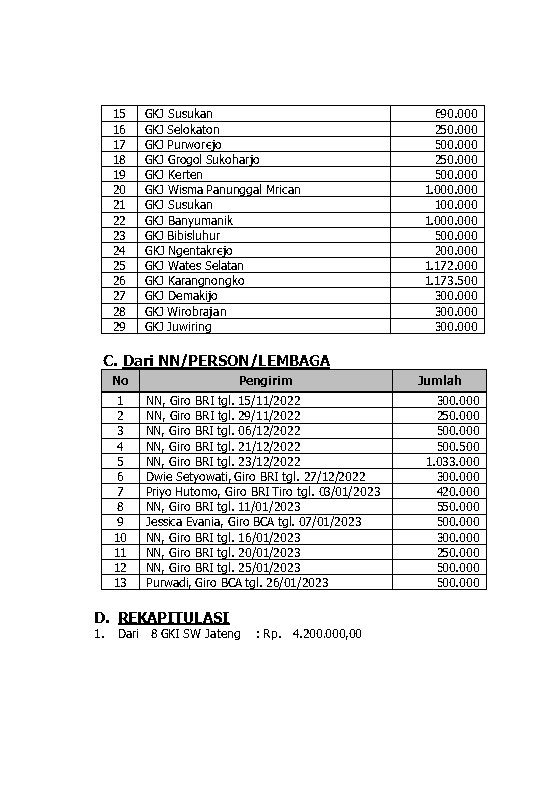 15 GKJ Susukan 690.000
16 GKJ Selokaton 250.000
17 GKJ Purworejo 500.000
18 GKJ Grogol Sukoharjo 250.000
19 GKJ Kerten 500.000
20 GKJ Wisma Panunggal Mrican 1.000.000
21 GKJ Susukan 100.000
22 GKJ Banyumanik 1.000.000
23 GKJ Bibisluhur 500.000
24 GKJ Ngentakrejo 200.000
25 GKJ Wates Selatan 1.172.000
26 GKJ Karangnongko 1.173.500
27 GKJ Demakijo 300.000
28 GKJ Wirobrajan 300.000
29 GKJ Juwiring 300.000
C. Dari NN/PERSON/LEMBAGA
No Pengirim Jumlah
1 NN, Giro BRI tgl. 15/11/2022 300.000
2 NN, Giro BRI tgl. 29/11/2022 250.000
3 NN, Giro BRI tgl. 06/12/2022 500.000
4 NN, Giro BRI tgl. 21/12/2022 500.500
5 NN, Giro BRI tgl. 23/12/2022 1.033.000
6 Dwie Setyowati, Giro BRI tgl. 27/12/2022 300.000
7 Priyo Hutomo, Giro BRI Tiro tgl. 03/01/2023 420.000
8 NN, Giro BRI tgl. 11/01/2023 550.000
9 Jessica Evania, Giro BCA tgl. 07/01/2023 500.000
10 NN, Giro BRI tgl. 16/01/2023 300.000
11 NN, Giro BRI tgl. 20/01/2023 250.000
12 NN, Giro BRI tgl. 25/01/2023 500.000
13 Purwadi, Giro BCA tgl. 26/01/2023 500.000
D. REKAPITULASI
1. Dari 8 GKI SW Jateng : Rp. 4.200.000,00